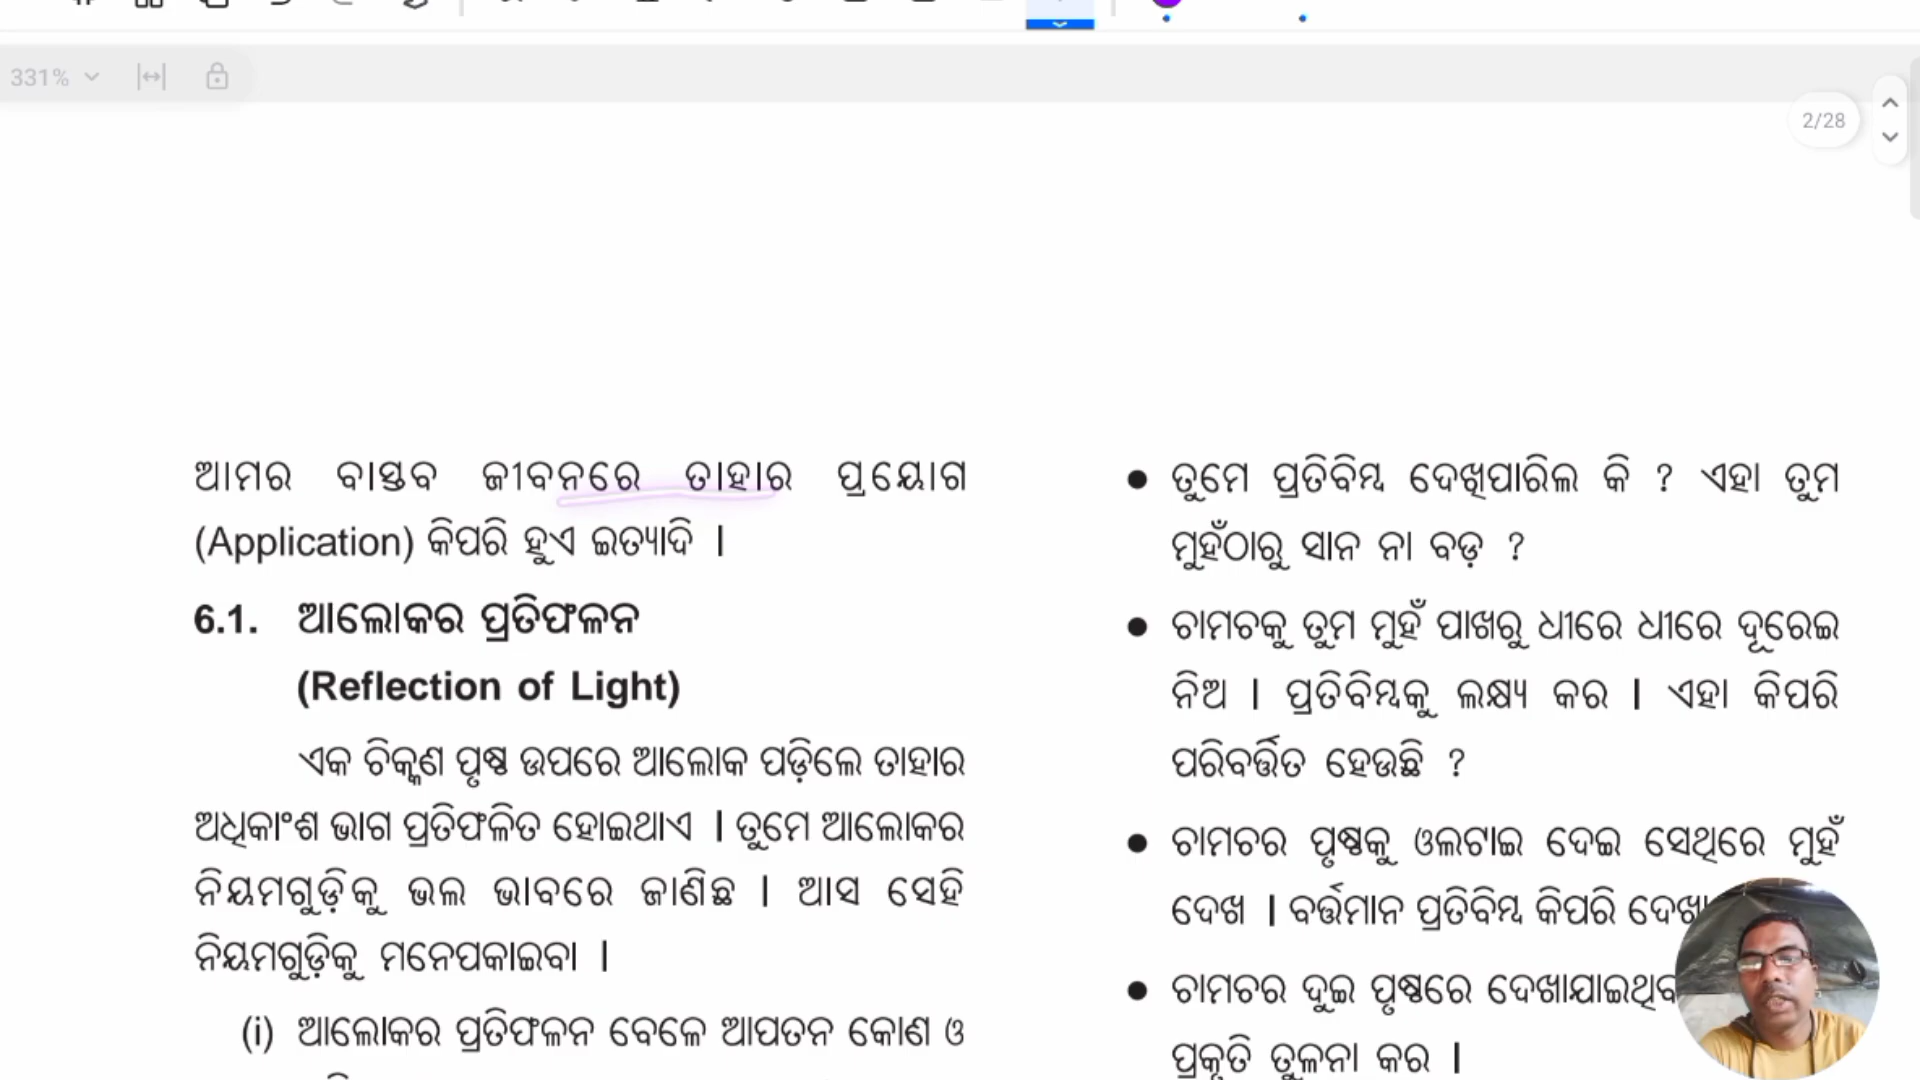 331%
2/28
ଆମର ବାସ୍ତବ ଜୀବନରେ ତାହାର ପ୍ରୟୋଗ
(Application) କିପରି ହୁଏ ଇତ୍ୟାଦି ।
6.1. ଆଲୋକର ପ୍ରତିଫଳନ
(Reflection of Light)
ଏକ ଚିକ୍କଣ ପୃଷ୍ଠ ଉପରେ ଆଲୋକ ପଡ଼ିଲେ ତାହାର
ଅଧିକାଂଶ ଭାଗ ପ୍ରତିଫଳିତ ହୋଇଥାଏ । ତୁମେ ଆଲୋକର
ନିୟମଗୁଡ଼ିକୁ ଭଲ ଭାବରେ ଜାଣିଛ । ଆସ ସେହି
ନିୟମଗୁଡ଼ିକୁ ମନେପକାଇବା ।
(i) ଆଲୋକର ପ୍ରତିଫଳନ ବେଳେ ଆପତନ କୋଣ ଓ
● ତୁମେ ପ୍ରତିବିମ୍ବ ଦେଖିପାରିଲ କି ? ଏହା ତୁମ
ମୁହଁଠାରୁ ସାନ ନା ବଡ଼ ?
● ଚାମଚକୁ ତୁମ ମୁହଁ ପାଖରୁ ଧୀରେ ଧୀରେ ଦୂରେଇ
ନିଅ । ପ୍ରତିବିମ୍ବକୁ ଲକ୍ଷ୍ୟ କର । ଏହା କିପରି
ପରିବର୍ତ୍ତିତ ହେଉଛି ?
● ଚାମଚର ପୃଷ୍ଠକୁ ଓଲଟାଇ ଦେଇ ସେଥିରେ ମୁହଁ
ଦେଖ । ବର୍ତ୍ତମାନ ପ୍ରତିବିମ୍ବ କିପରି
● ଚାମଚର ଦୁଇ ପୃଷ୍ଠରେ
ପ୍ରକୃତି ତୁଳନା କର ।